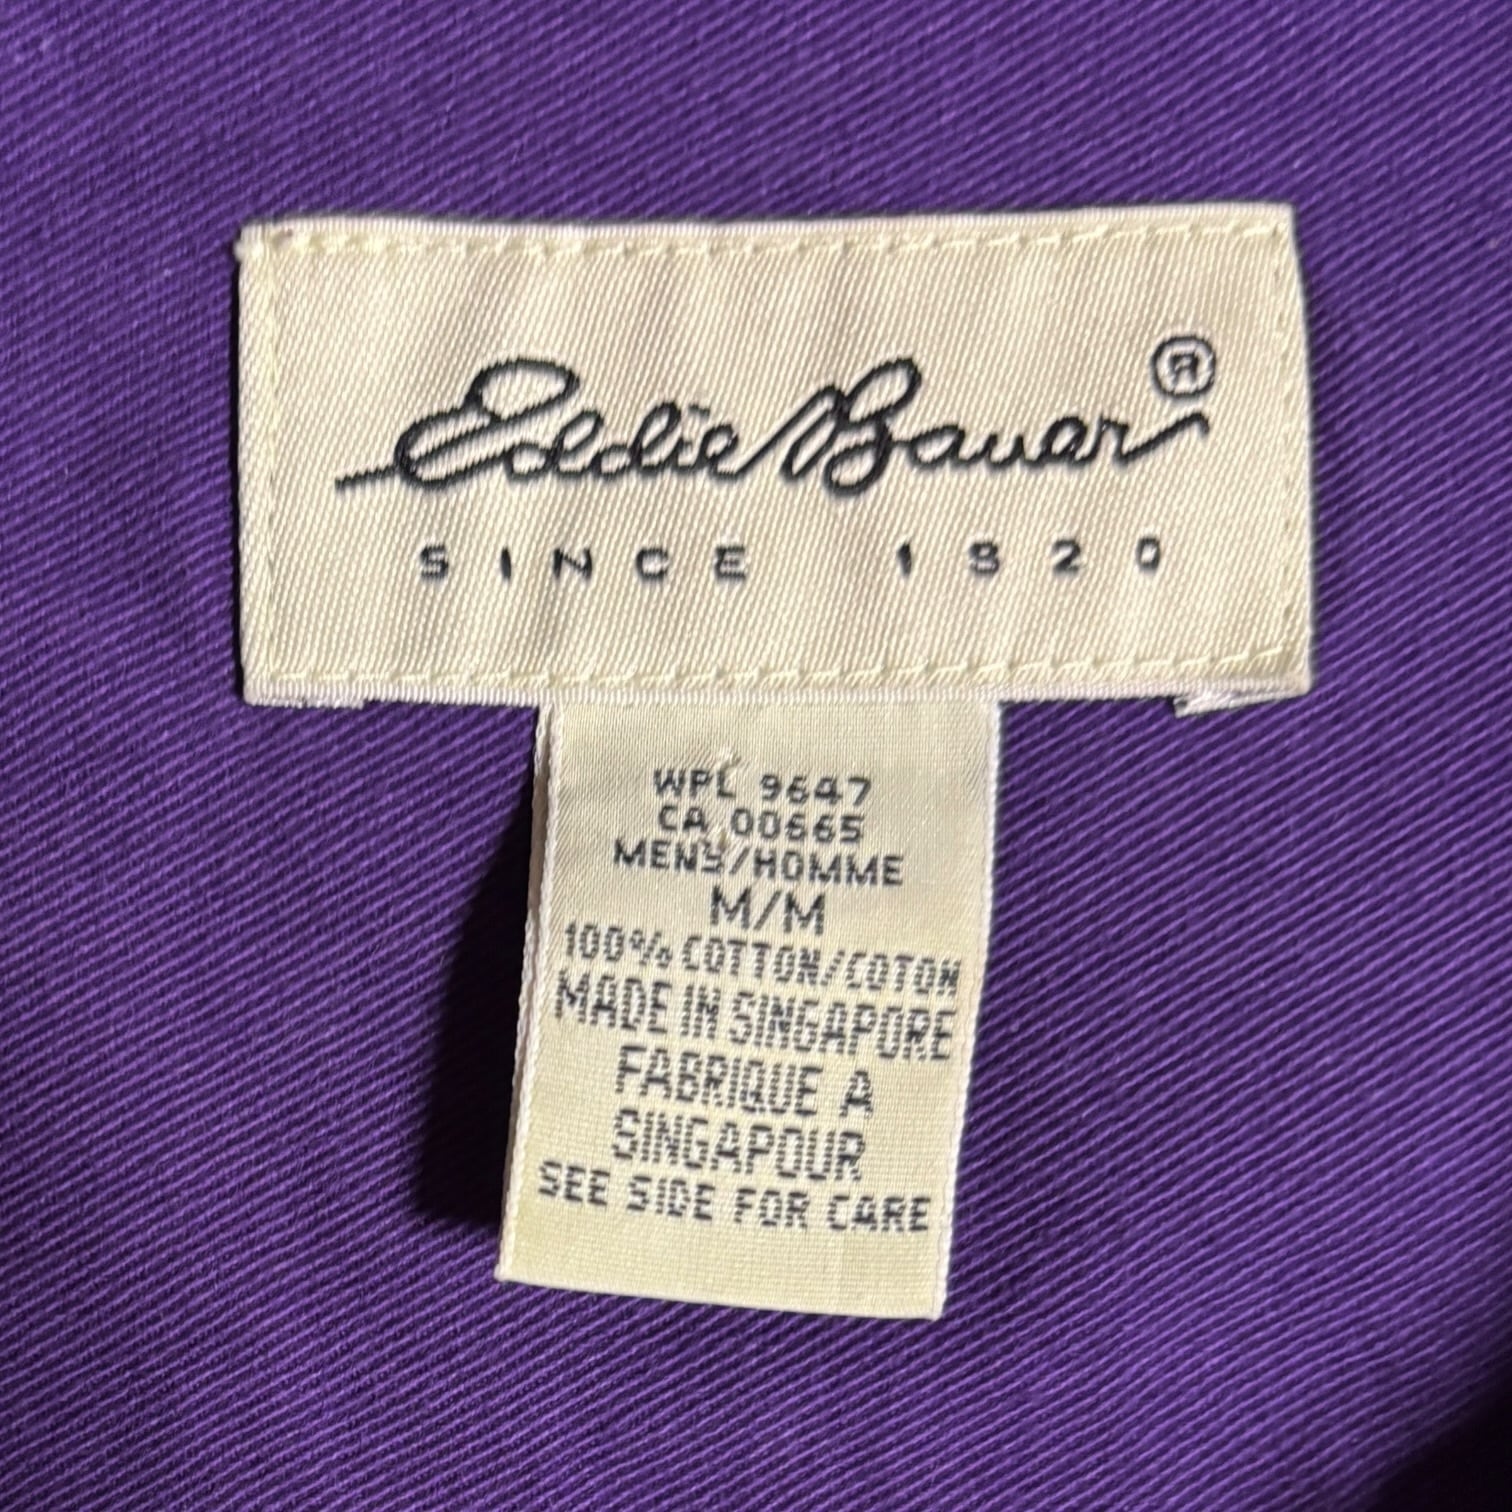 Eddie Bauer ®
SINCE 1920
WPL 9647
CA 00665
MENS/HOMME
M/M
100% COTTON/COTON
MADE IN SINGAPORE
FABRIQUE A
SINGAPOUR
SEE SIDE FOR CARE